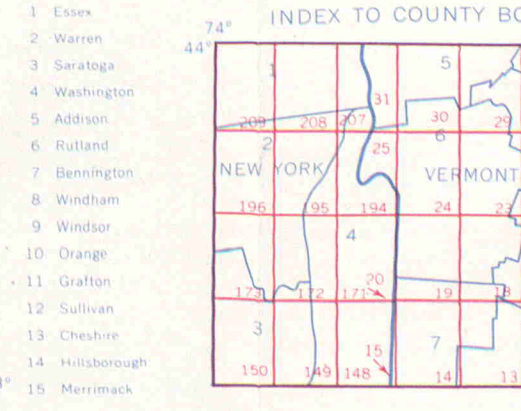 INDEX TO COUNTY BO
1 Essex
2 Warren
3 Saratoga
4 Washington
5 Addison
6 Rutland
7 Bennington
8 Windham
9 Windsor
10 Orange
11 Grafton
12 Sullivan
13 Cheshire
14 Hillsborough
15 Merrimack
74°
44°
1 5
31
209 208 207 30 29
2 25 6
NEW YORK VERMONT
196 195 194 24 23
4
20
173 172 171 19 18
3 15 7
150 149 148 14 13